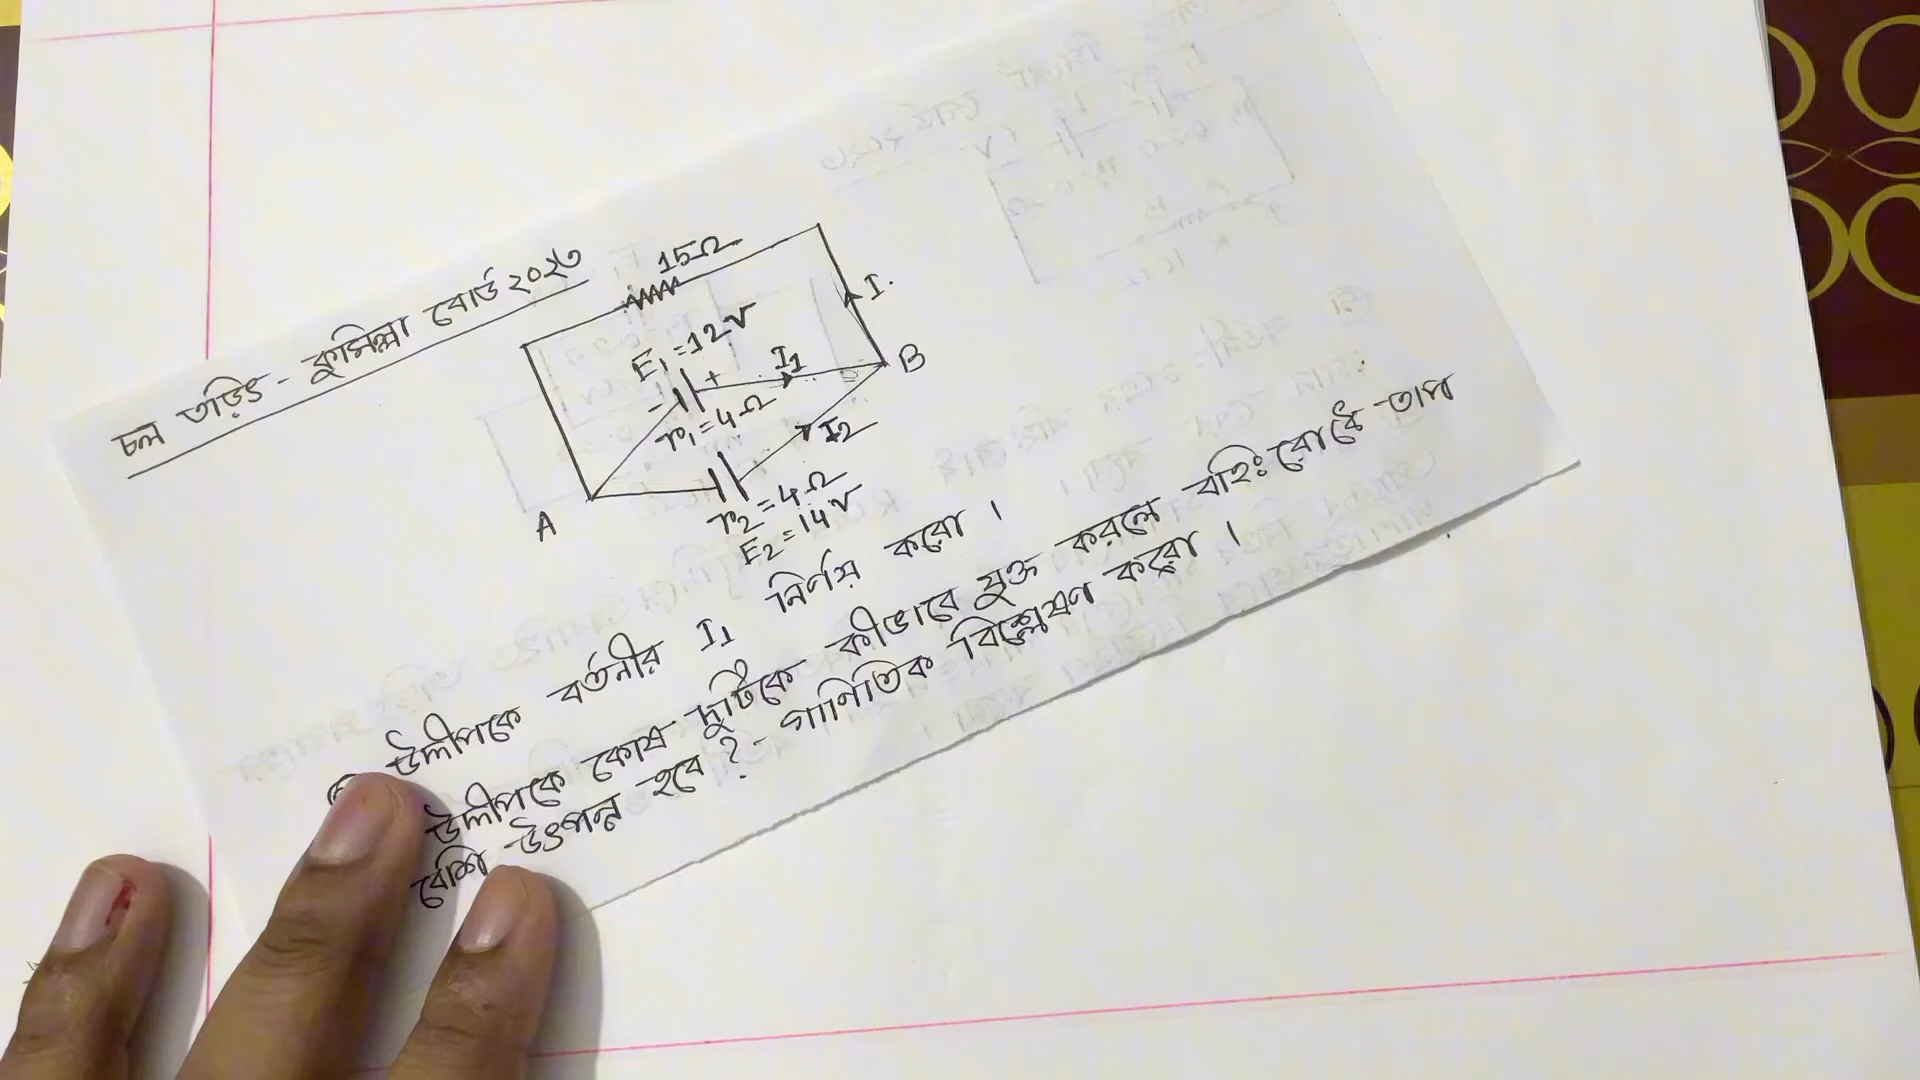 চল তড়িৎ - কুমিল্লা বোর্ড ২০২৩
15Ω
I.
E₁ = 12V
- + I₁ B
r₁ = 4Ω
I₂
A
r₂ = 4Ω
E₂ = 14V
উদ্দীপকে বর্তনীর I₁ নির্ণয় করো।
উদ্দীপকে কোষ দুটিকে কীভাবে যুক্ত করলে বহিঃরোধে তাপ
বেশি উৎপন্ন হবে? - গাণিতিক বিশ্লেষণ করো।